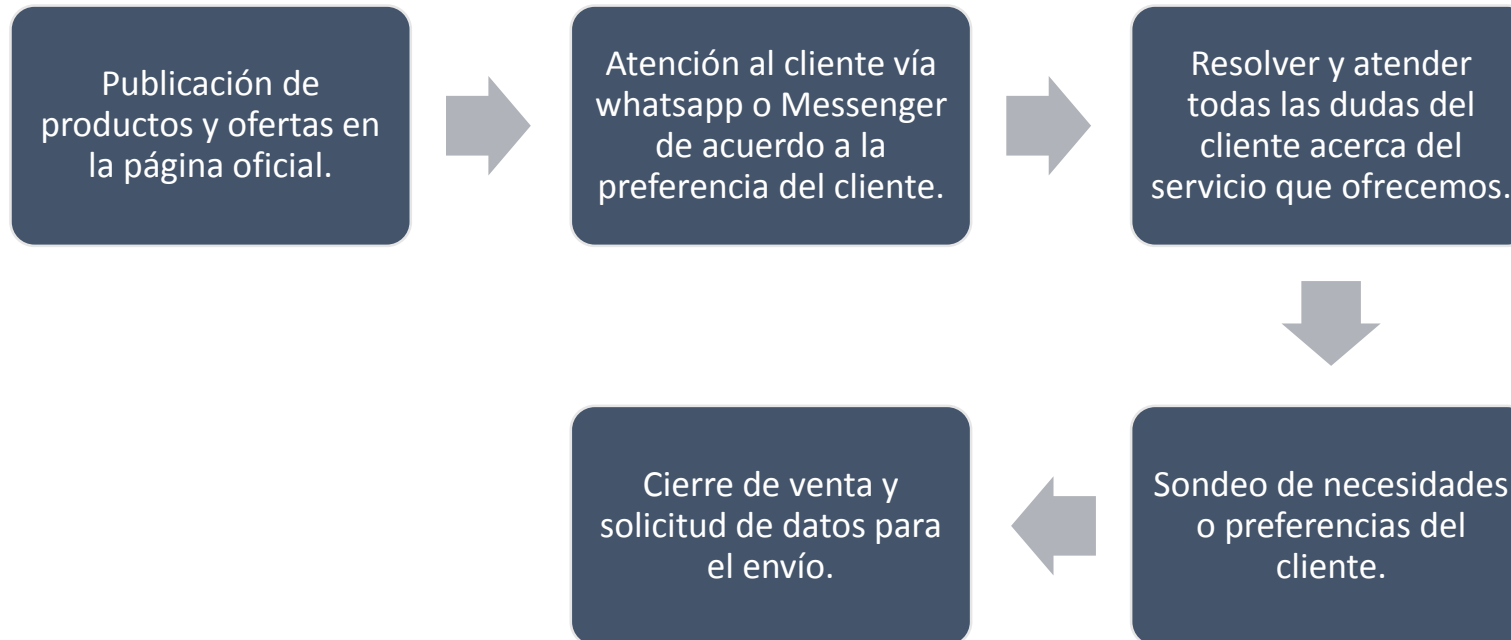 Publicación de
productos y ofertas en
la página oficial.
Atención al cliente vía
whatsapp o Messenger
de acuerdo a la
preferencia del cliente.
Resolver y atender
todas las dudas del
cliente acerca del
servicio que ofrecemos.
Sondeo de necesidades
o preferencias del
cliente.
Cierre de venta y
solicitud de datos para
el envío.